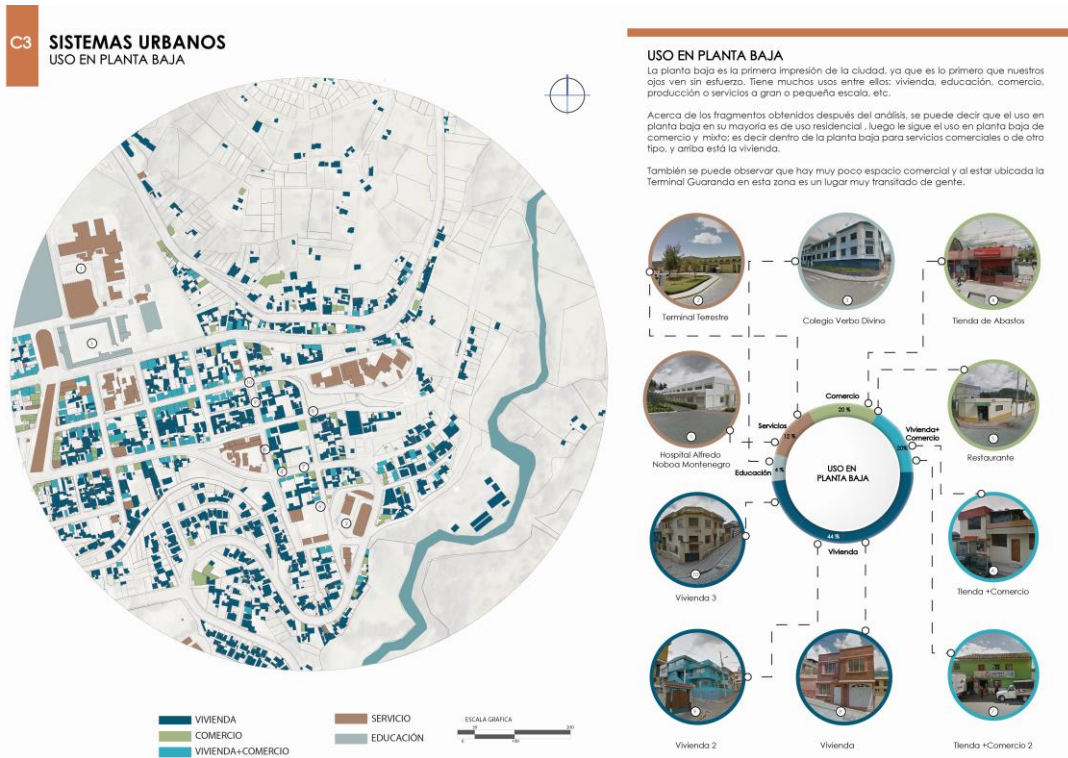 C3
SISTEMAS URBANOS
USO EN PLANTA BAJA
USO EN PLANTA BAJA
La planta baja es la primera impresión de la ciudad, ya que es lo primero que nuestros
ojos ven sin esfuerzo. Tiene muchos usos entre ellos: vivienda, educación, comercio,
producción o servicios a gran o pequeña escala, etc.
Acerca de los fragmentos obtenidos después del análisis, se puede decir que el uso en
planta baja en su mayoría es de uso residencial , luego le sigue el uso en planta baja de
comercio y mixto; es decir dentro de la planta baja para servicios comerciales o de otro
tipo, y arriba está la vivienda.
También se puede observar que hay muy poco espacio comercial y al estar ubicada la
Terminal Guaranda en esta zona es un lugar muy transitado de gente.
Terminal Terrestre
Colegio Verbo Divino
Tienda de Abastos
Hospital Alfredo
Noboa Montenegro
Restaurante
Comercio
20 %
Servicios
12 %
Vivienda+
Comercio
20%
Educación
4 %
USO EN
PLANTA BAJA
44 %
Vivienda
Vivienda 3
Tienda +Comercio
Vivienda 2
Vivienda
Tienda +Comercio 2
VIVIENDA
COMERCIO
VIVIENDA+COMERCIO
SERVICIO
EDUCACIÓN
ESCALA GRÁFICA
50
200
0
100